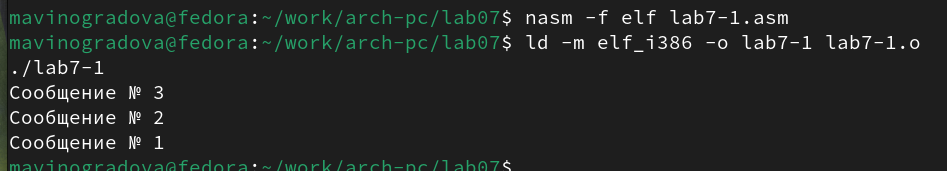 mavinogradova@fedora:~/work/arch-pc/lab07$ nasm -f elf lab7-1.asm
mavinogradova@fedora:~/work/arch-pc/lab07$ ld -m elf_i386 -o lab7-1 lab7-1.o
./lab7-1
Сообщение № 3
Сообщение № 2
Сообщение № 1
mavinogradova@fedora:~/work/arch-pc/lab07$